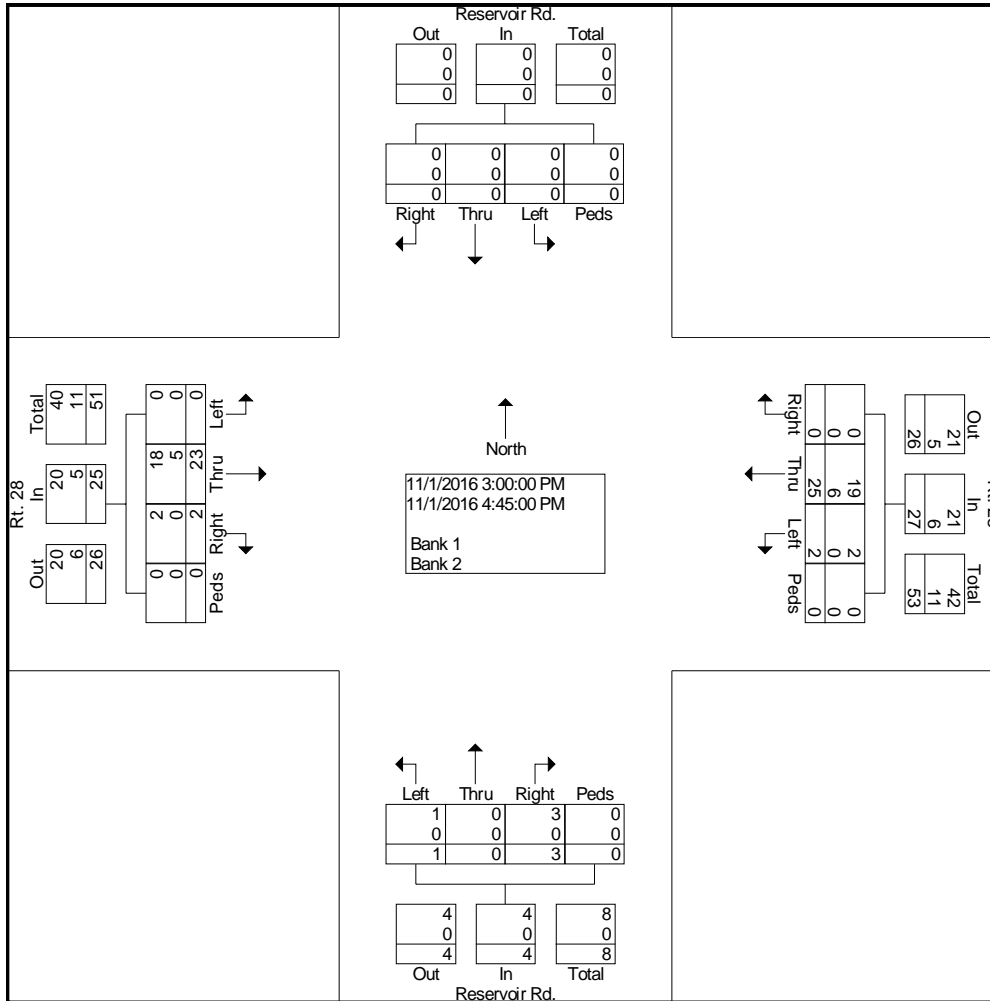 Reservoir Rd.
Out In Total
0 0 0
0 0 0
0 0 0
0 0 0 0
0 0 0 0
0 0 0 0
Right Thru Left Peds
Rt. 28
Total In Out
40 20 20
11 5 6
51 25 26
0 18 2 0
0 5 0 0
0 23 2 0
Left Thru Right Peds
North
11/1/2016 3:00:00 PM
11/1/2016 4:45:00 PM
Bank 1
Bank 2
Right Thru Left Peds
0 19 2 0
0 6 0 0
0 25 2 0
Out In Total
21 21 42
5 6 11
26 27 53
Left Thru Right Peds
1 0 3 0
0 0 0 0
1 0 3 0
4 4 8
0 0 0
4 4 8
Out In Total
Reservoir Rd.